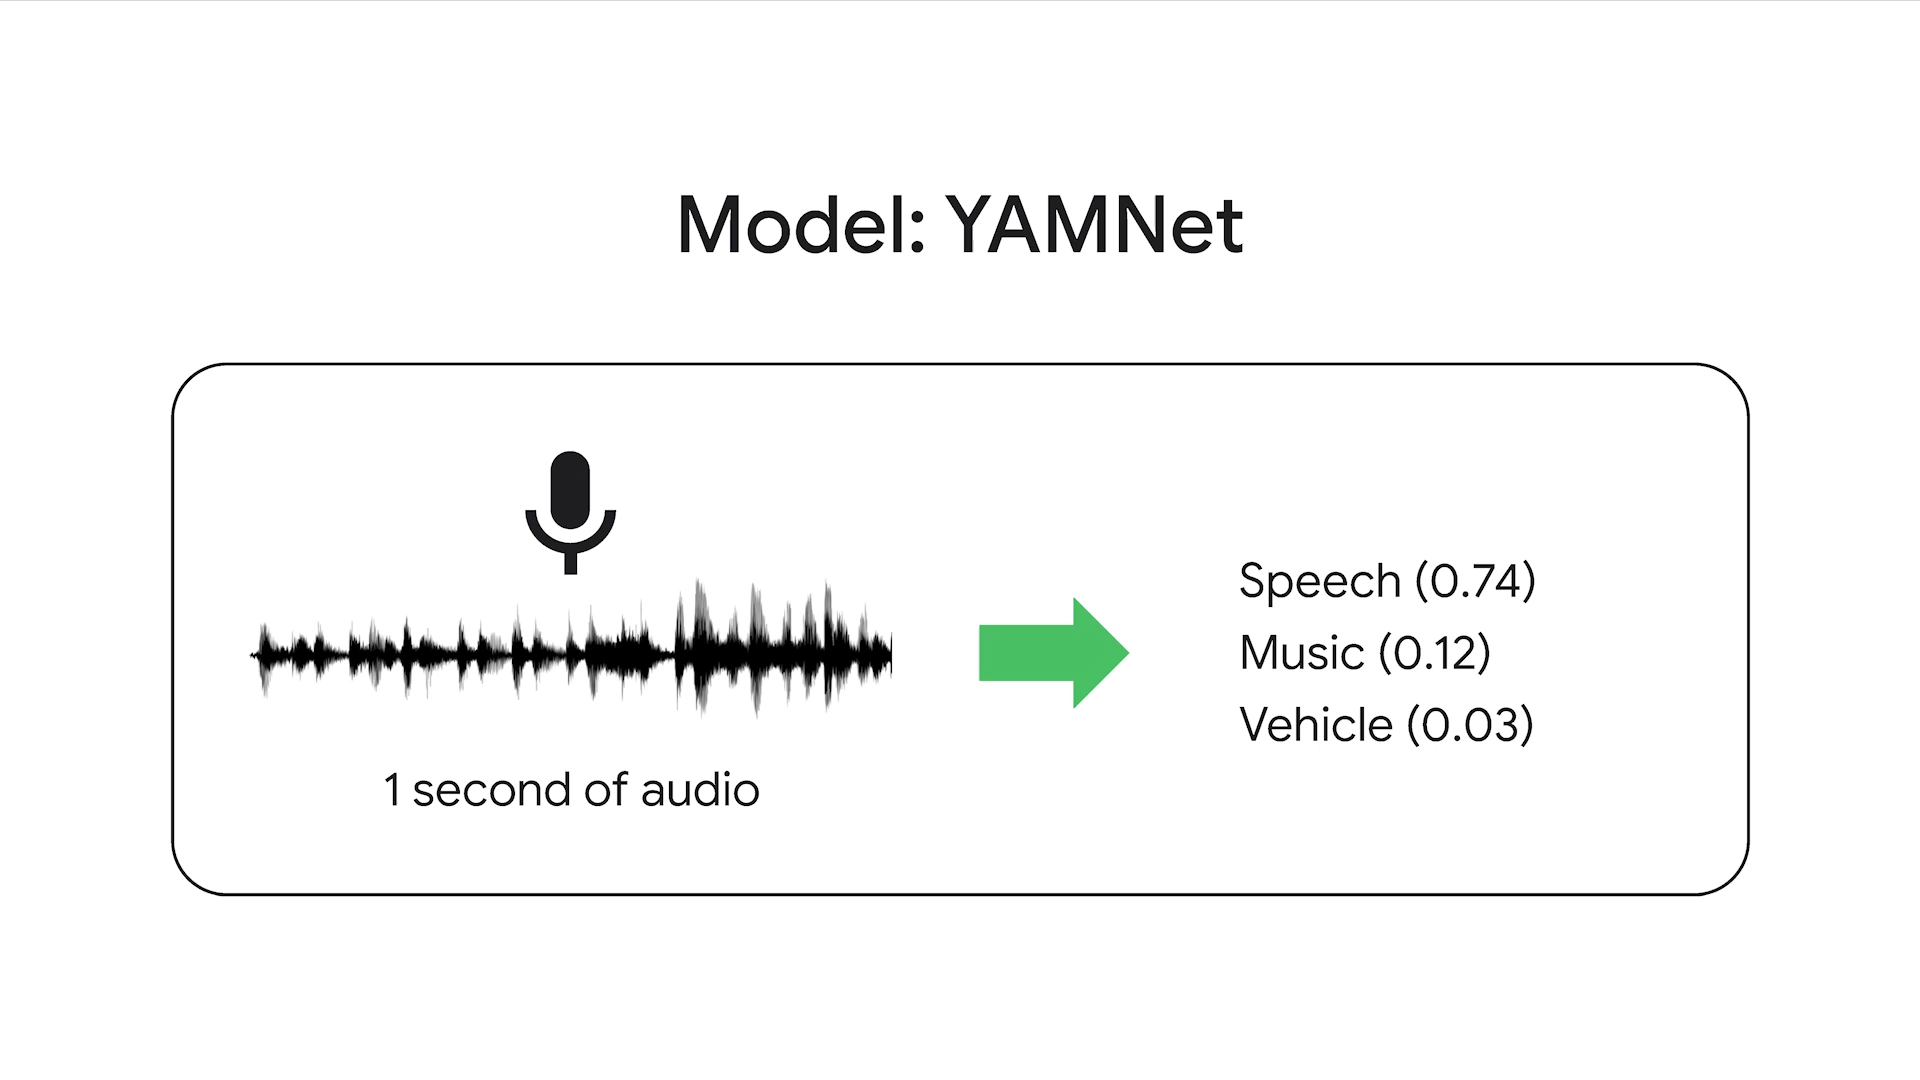 Model: YAMNet
1 second of audio
Speech (0.74)
Music (0.12)
Vehicle (0.03)